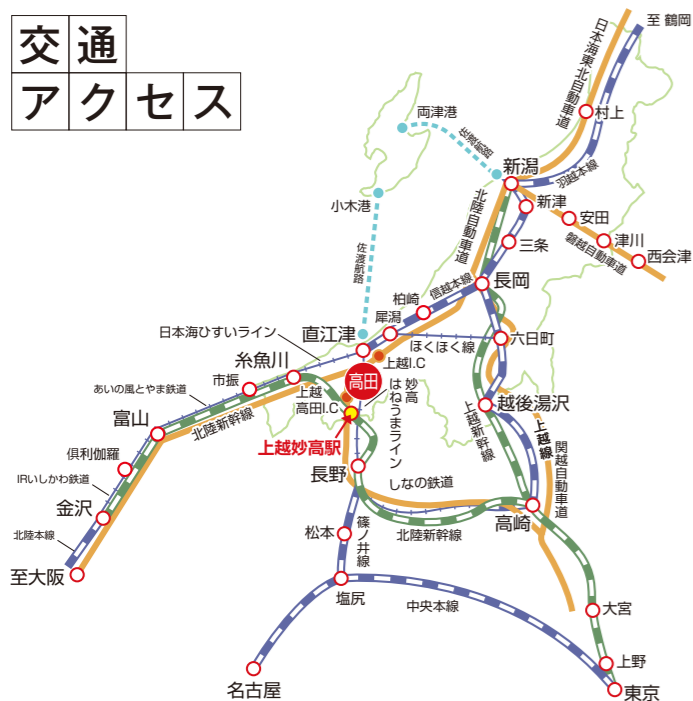 交通
アクセス
至 鶴岡
日本海東北自動車道
村上
両津港
佐渡航路
新潟
羽越本線
小木港
新津
安田
北陸自動車道
三条
津川
西会津
磐越自動車道
佐渡航路
長岡
信越本線
柏崎
犀潟
直江津
日本海ひすいライン
ほくほく線
六日町
上越I.C
糸魚川
高田
市振
あいの風とやま鉄道
上越
高田I.C
妙高
はねうまライン
北陸新幹線
富山
越後湯沢
上越新幹線
上越線
関越自動車道
上越妙高駅
倶利伽羅
長野
しなの鉄道
IRいしかわ鉄道
金沢
高崎
北陸新幹線
北陸本線
松本
篠ノ井線
至大阪
塩尻
中央本線
大宮
名古屋
上野
東京